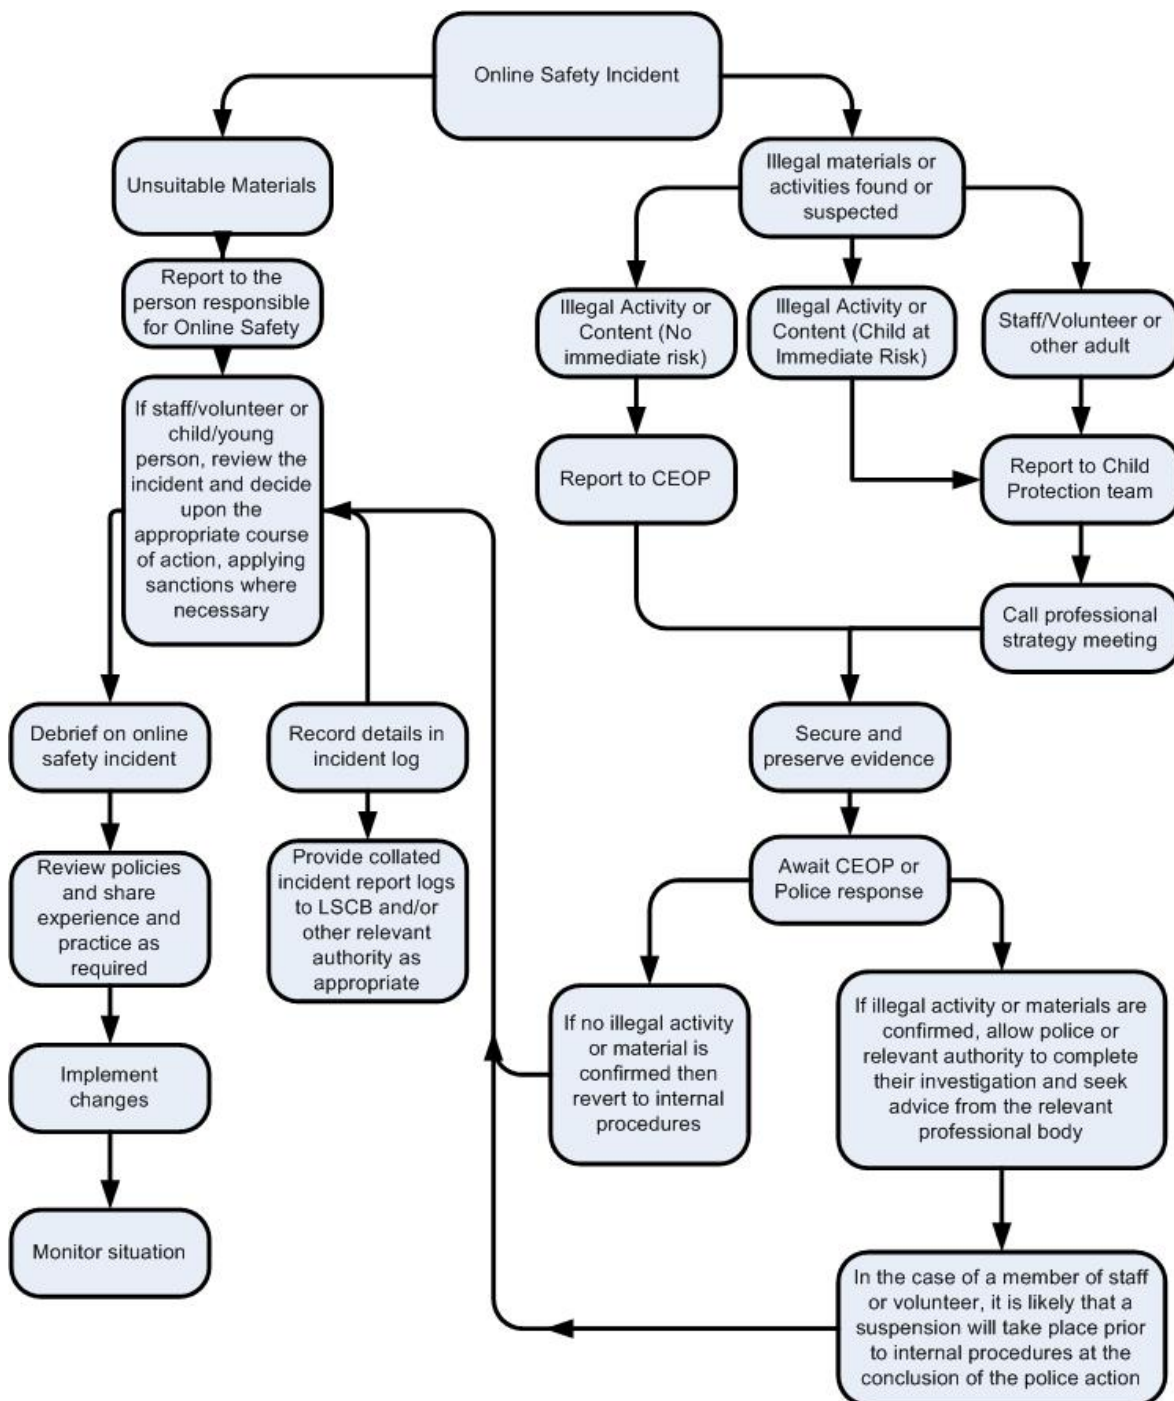 Online Safety Incident
Unsuitable Materials
Illegal materials or
activities found or
suspected
Report to the
person responsible
for Online Safety
Illegal Activity or
Content (No
immediate risk)
Illegal Activity or
Content (Child at
Immediate Risk)
Staff/Volunteer or
other adult
If staff/volunteer or
child/young
person, review the
incident and decide
upon the
appropriate course
of action, applying
sanctions where
necessary
Report to CEOP
Report to Child
Protection team
Call professional
strategy meeting
Debrief on online
safety incident
Record details in
incident log
Secure and
preserve evidence
Review policies
and share
experience and
practice as
required
Provide collated
incident report logs
to LSCB and/or
other relevant
authority as
appropriate
Await CEOP or
Police response
If no illegal activity
or material is
confirmed then
revert to internal
procedures
If illegal activity or materials are
confirmed, allow police or
relevant authority to complete
their investigation and seek
advice from the relevant
professional body
Implement
changes
Monitor situation
In the case of a member of staff
or volunteer, it is likely that a
suspension will take place prior
to internal procedures at the
conclusion of the police action